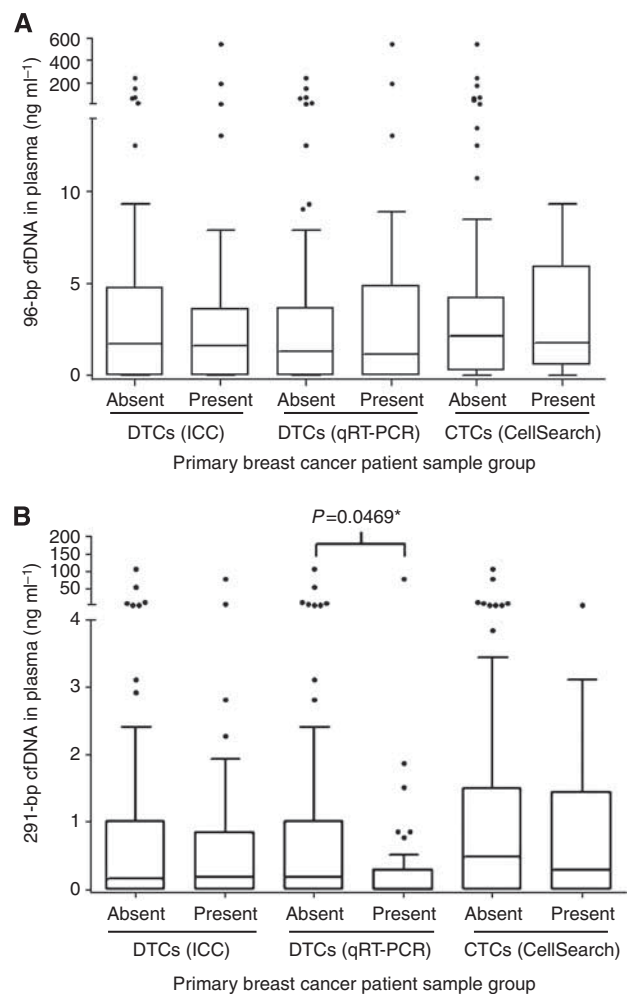 A
96-bp cfDNA in plasma (ng ml⁻¹)
600
400
200
10
5
0
Absent Present Absent Present Absent Present
DTCs (ICC) DTCs (qRT-PCR) CTCs (CellSearch)
Primary breast cancer patient sample group
B
P=0.0469*
291-bp cfDNA in plasma (ng ml⁻¹)
200
150
100
50
4
3
2
1
0
Absent Present Absent Present Absent Present
DTCs (ICC) DTCs (qRT-PCR) CTCs (CellSearch)
Primary breast cancer patient sample group